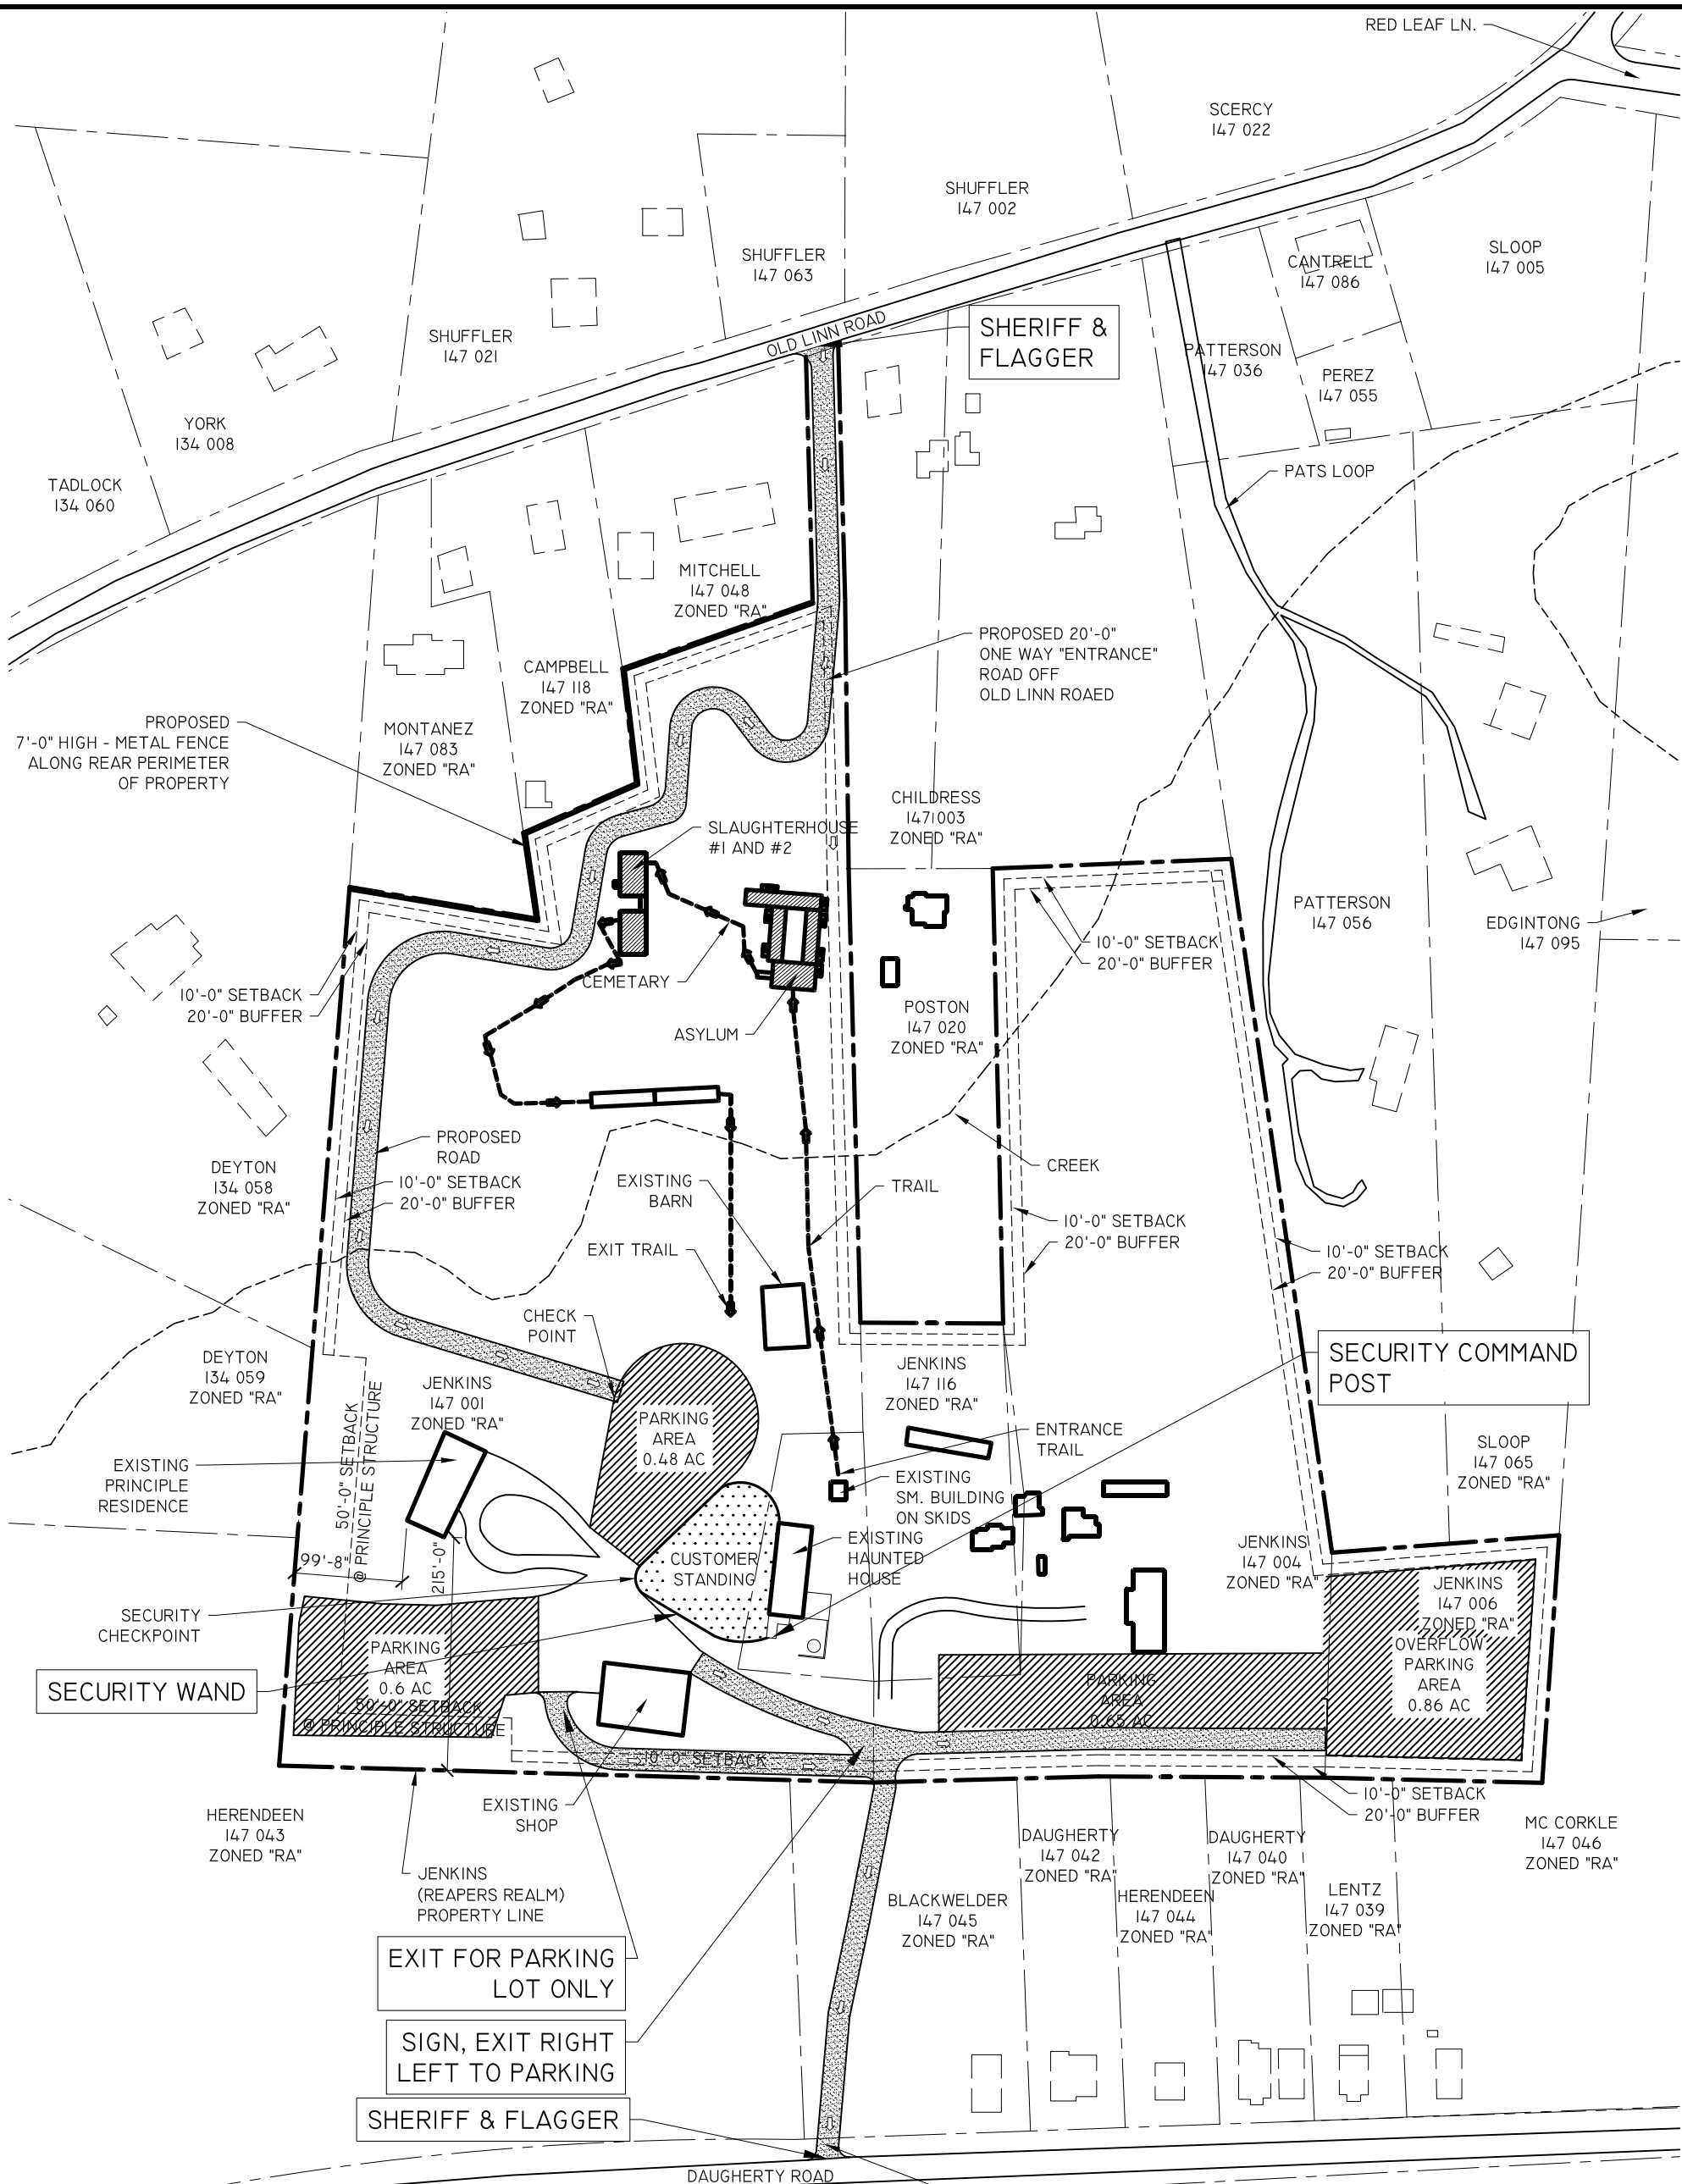 RED LEAF LN.
SCERCY
147 022
SHUFFLER
147 002
SHUFFLER
147 063
SLOOP
147 005
CANTRELL
147 086
OLD LINN ROAD
SHERIFF &
FLAGGER
SHUFFLER
147 021
PATTERSON
147 036
PEREZ
147 055
YORK
134 008
TADLOCK
134 060
PATS LOOP
MITCHELL
147 048
ZONED "RA"
PROPOSED 20'-0"
ONE WAY "ENTRANCE"
ROAD OFF
OLD LINN ROAED
CAMPBELL
147 118
ZONED "RA"
PROPOSED
7'-0" HIGH - METAL FENCE
ALONG REAR PERIMETER
OF PROPERTY
MONTANEZ
147 083
ZONED "RA"
SLAUGHTERHOUSE
#1 AND #2
CHILDRESS
147 003
ZONED "RA"
PATTERSON
147 056
EDGINTONG
147 095
10'-0" SETBACK
20'-0" BUFFER
10'-0" SETBACK
20'-0" BUFFER
CEMETARY
ASYLUM
POSTON
147 020
ZONED "RA"
PROPOSED
ROAD
CREEK
DEYTON
134 058
ZONED "RA"
10'-0" SETBACK
20'-0" BUFFER
EXISTING
BARN
TRAIL
10'-0" SETBACK
20'-0" BUFFER
EXIT TRAIL
10'-0" SETBACK
20'-0" BUFFER
CHECK
POINT
DEYTON
134 059
ZONED "RA"
JENKINS
147 001
ZONED "RA"
JENKINS
147 116
ZONED "RA"
SECURITY COMMAND
POST
50'-0" SETBACK
@ PRINCIPLE STRUCTURE
PARKING
AREA
0.48 AC
ENTRANCE
TRAIL
SLOOP
147 065
ZONED "RA"
EXISTING
PRINCIPLE
RESIDENCE
EXISTING
SM. BUILDING
ON SKIDS
EXISTING
HAUNTED
HOUSE
CUSTOMER
STANDING
99'-8"
215'-0"
JENKINS
147 004
ZONED "RA"
JENKINS
147 006
ZONED "RA"
OVERFLOW
PARKING
AREA
0.86 AC
SECURITY
CHECKPOINT
PARKING
AREA
0.6 AC
SECURITY WAND
50'-0" SETBACK
@ PRINCIPLE STRUCTURE
PARKING
AREA
0.65 AC
10'-0" SETBACK
EXISTING
SHOP
10'-0" SETBACK
20'-0" BUFFER
HERENDEEN
147 043
ZONED "RA"
MC CORKLE
147 046
ZONED "RA"
JENKINS
(REAPERS REALM)
PROPERTY LINE
DAUGHERTY
147 042
ZONED "RA"
DAUGHERTY
147 040
ZONED "RA"
BLACKWELDER
147 045
ZONED "RA"
HERENDEEN
147 044
ZONED "RA"
LENTZ
147 039
ZONED "RA"
EXIT FOR PARKING
LOT ONLY
SIGN, EXIT RIGHT
LEFT TO PARKING
SHERIFF & FLAGGER
DAUGHERTY ROAD